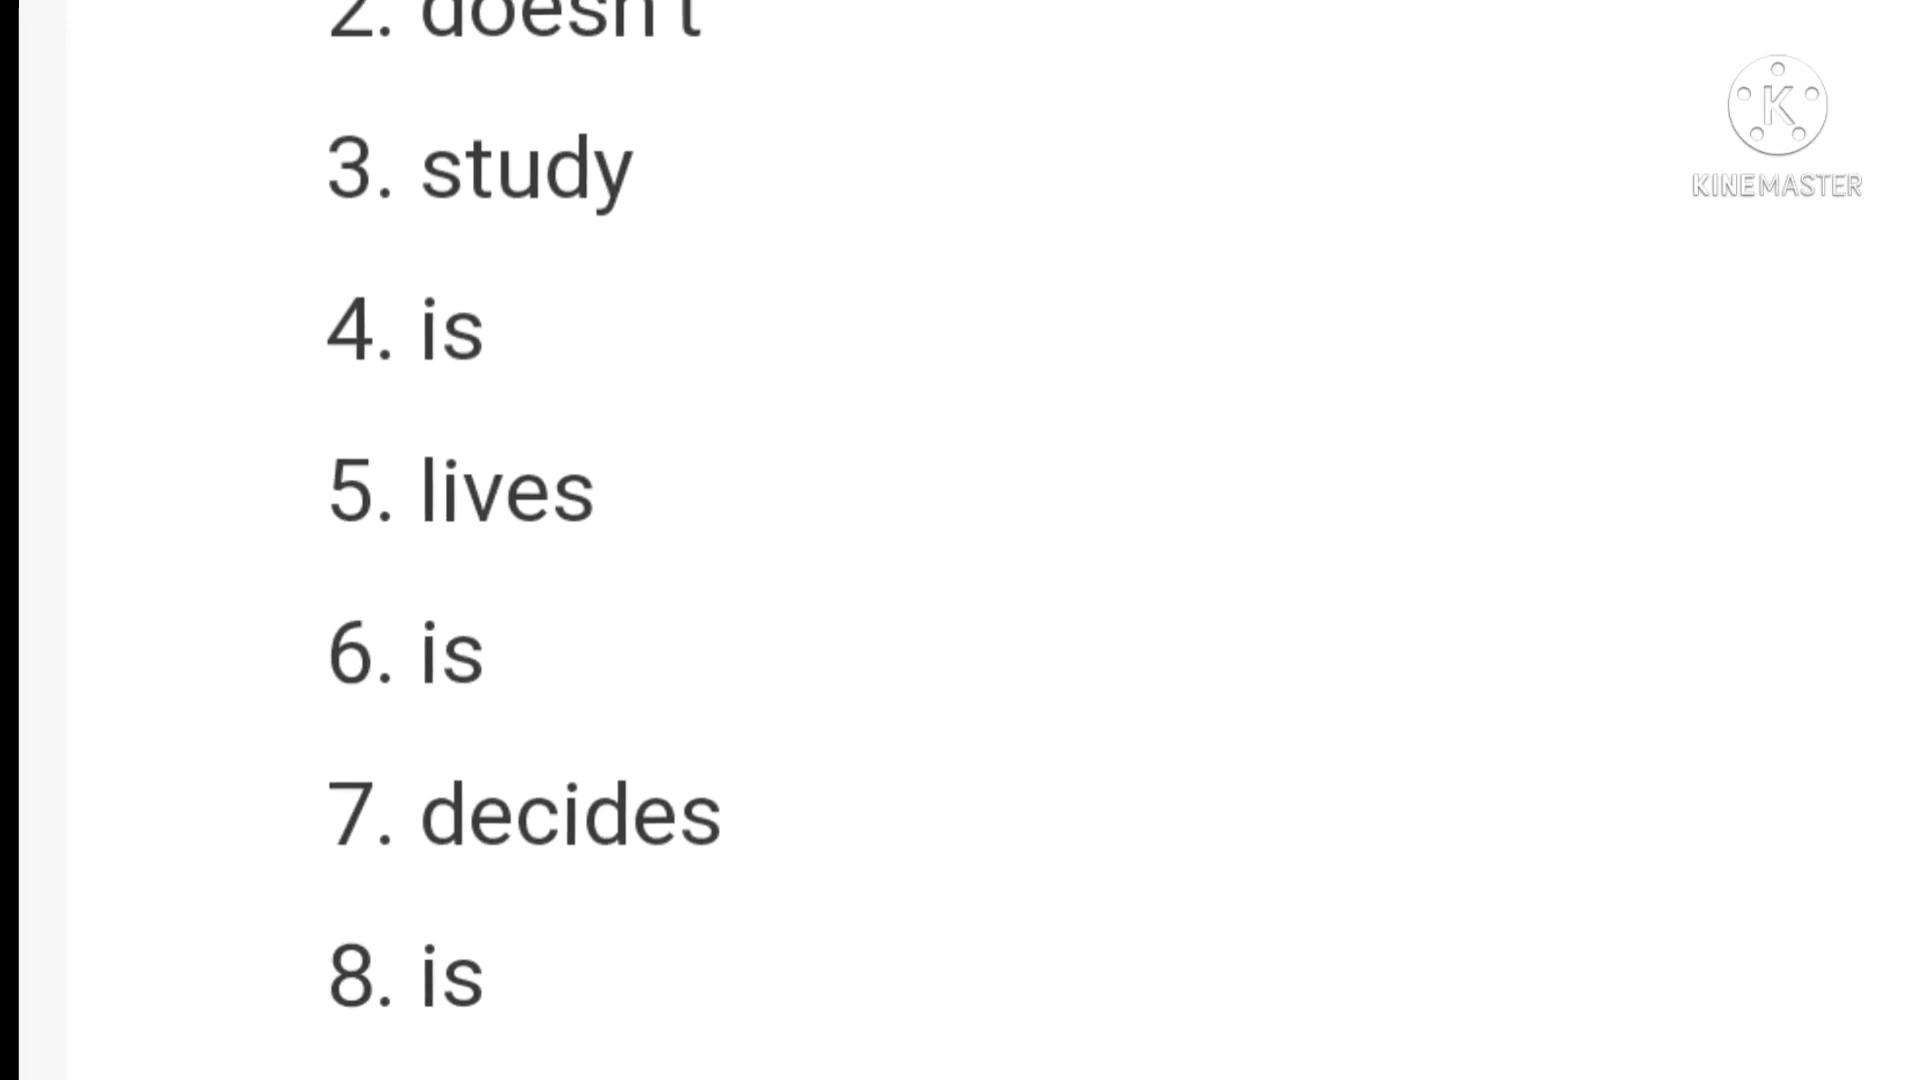 2. doesn't
3. study
4. is
5. lives
6. is
7. decides
8. is
K
KINEMASTER